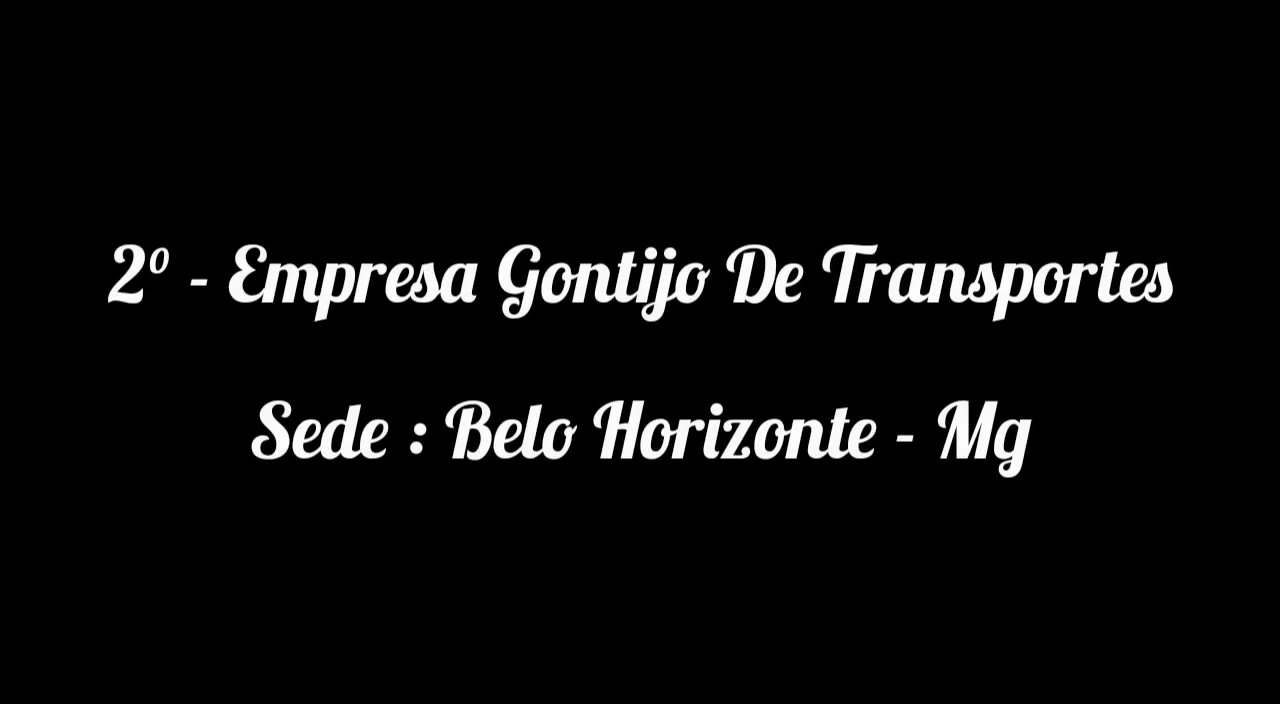 2º - Empresa Gontijo De Transportes
Sede : Belo Horizonte - Mg